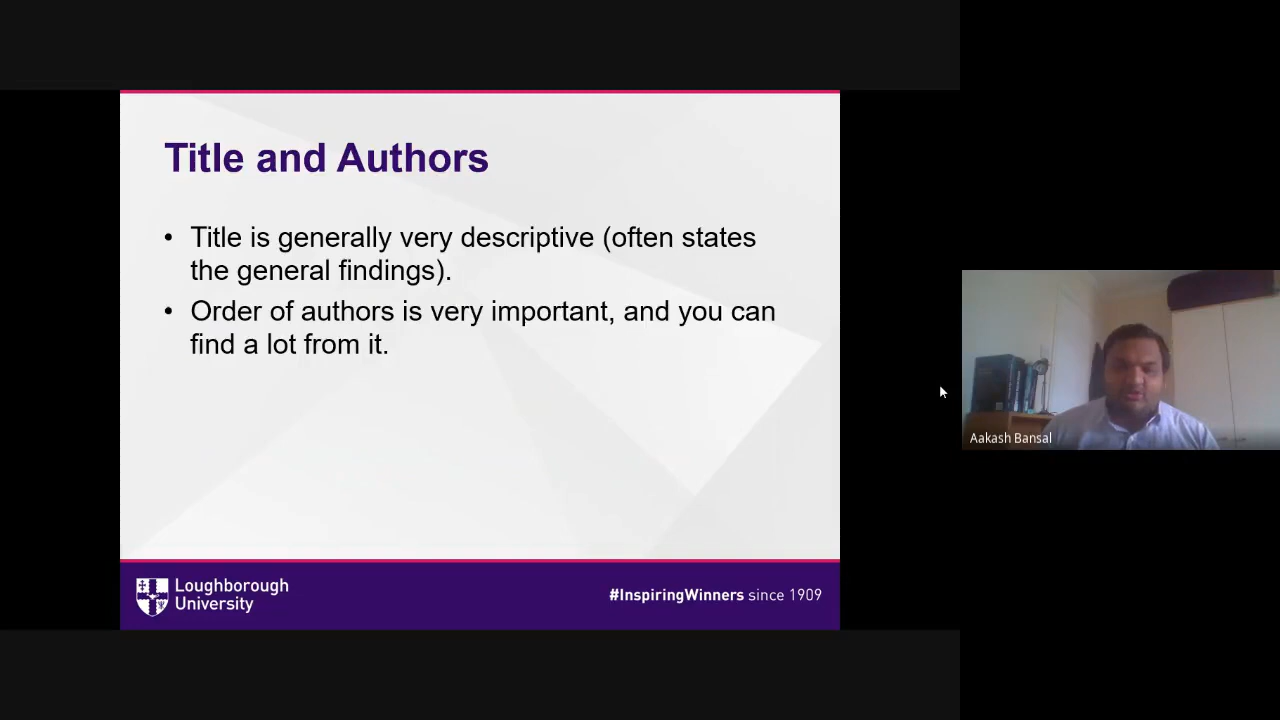 Title and Authors
• Title is generally very descriptive (often states
the general findings).
• Order of authors is very important, and you can
find a lot from it.
Aakash Bansal
Loughborough
University
#InspiringWinners since 1909